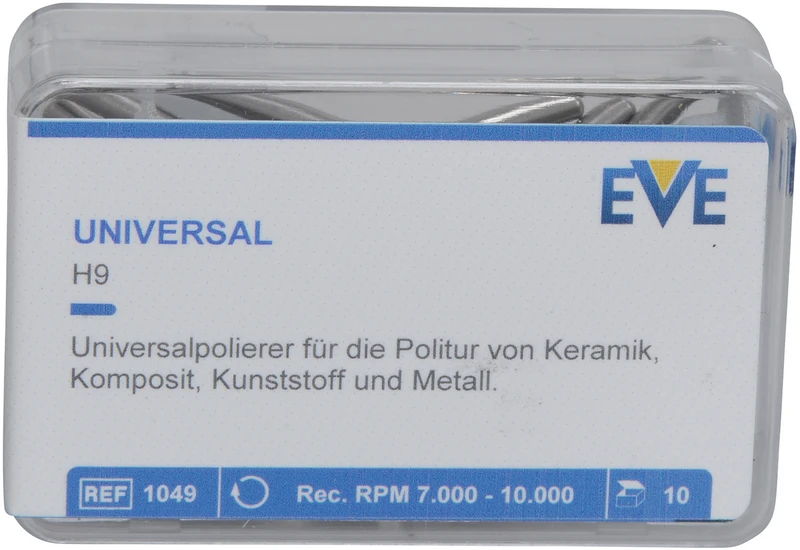 EVE
UNIVERSAL
H9
Universalpolierer für die Politur von Keramik,
Komposit, Kunststoff und Metall.
REF 1049 Rec. RPM 7.000 - 10.000 10